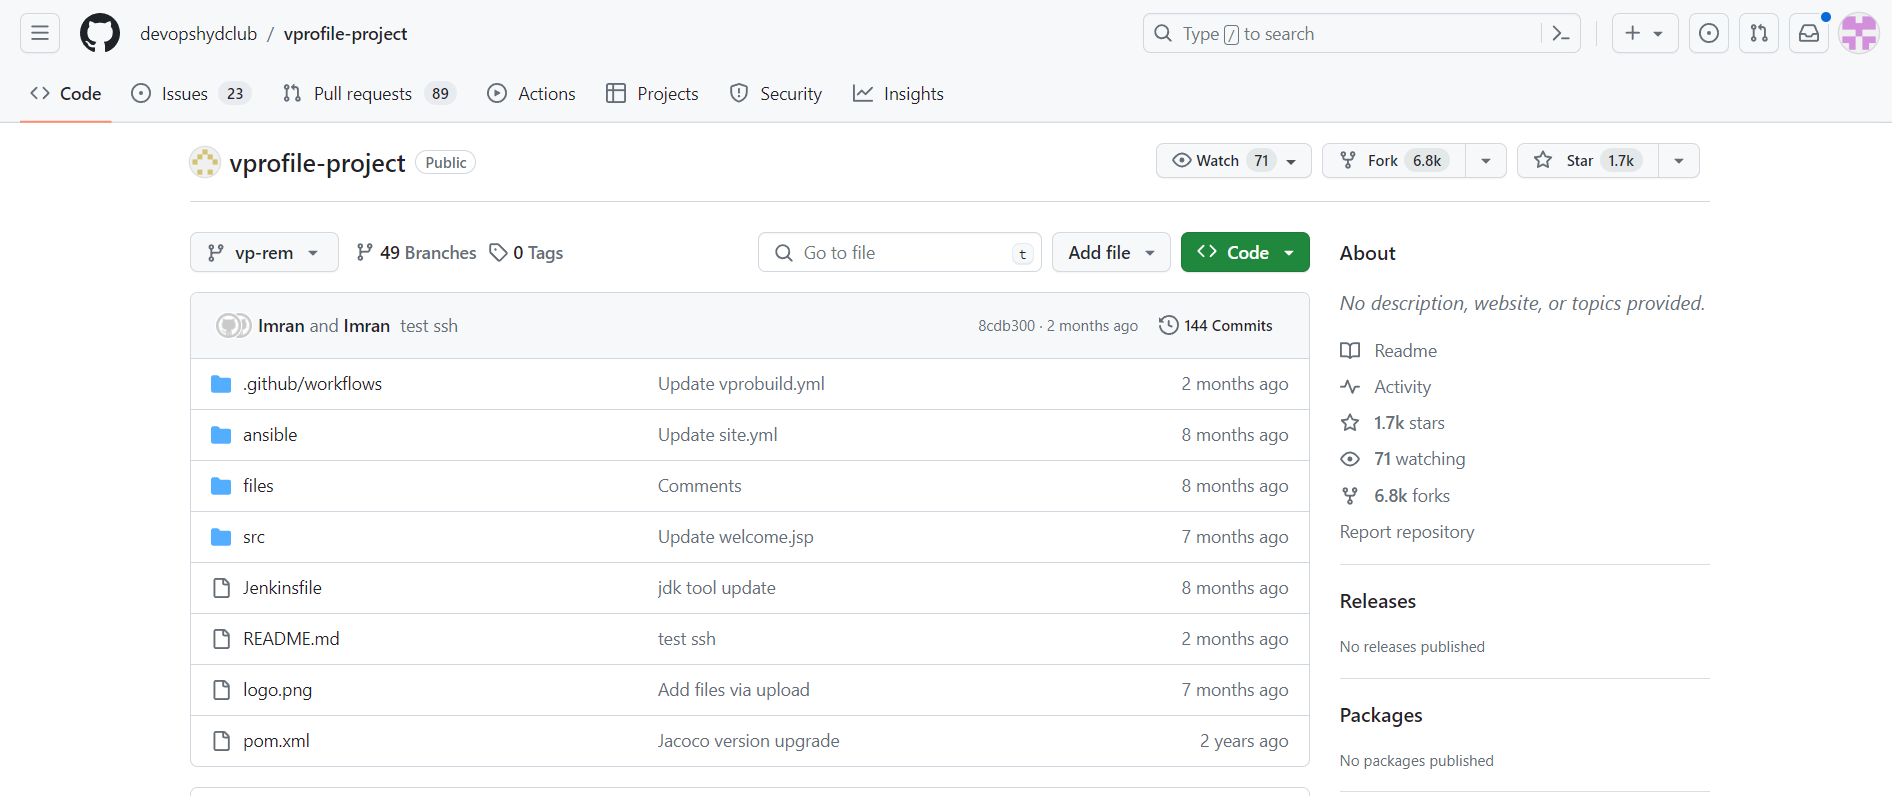 devopshydclub / vprofile-project
Type / to search
Code
Issues 23
Pull requests 89
Actions
Projects
Security
Insights
vprofile-project Public
Watch 71
Fork 6.8k
Star 1.7k
vp-rem
49 Branches
0 Tags
Go to file t
Add file
Code
Imran and Imran test ssh 8cdb300 · 2 months ago 144 Commits
.github/workflows Update vprobuild.yml 2 months ago
ansible Update site.yml 8 months ago
files Comments 8 months ago
src Update welcome.jsp 7 months ago
Jenkinsfile jdk tool update 8 months ago
README.md test ssh 2 months ago
logo.png Add files via upload 7 months ago
pom.xml Jacoco version upgrade 2 years ago
About
No description, website, or topics provided.
Readme
Activity
1.7k stars
71 watching
6.8k forks
Report repository
Releases
No releases published
Packages
No packages published